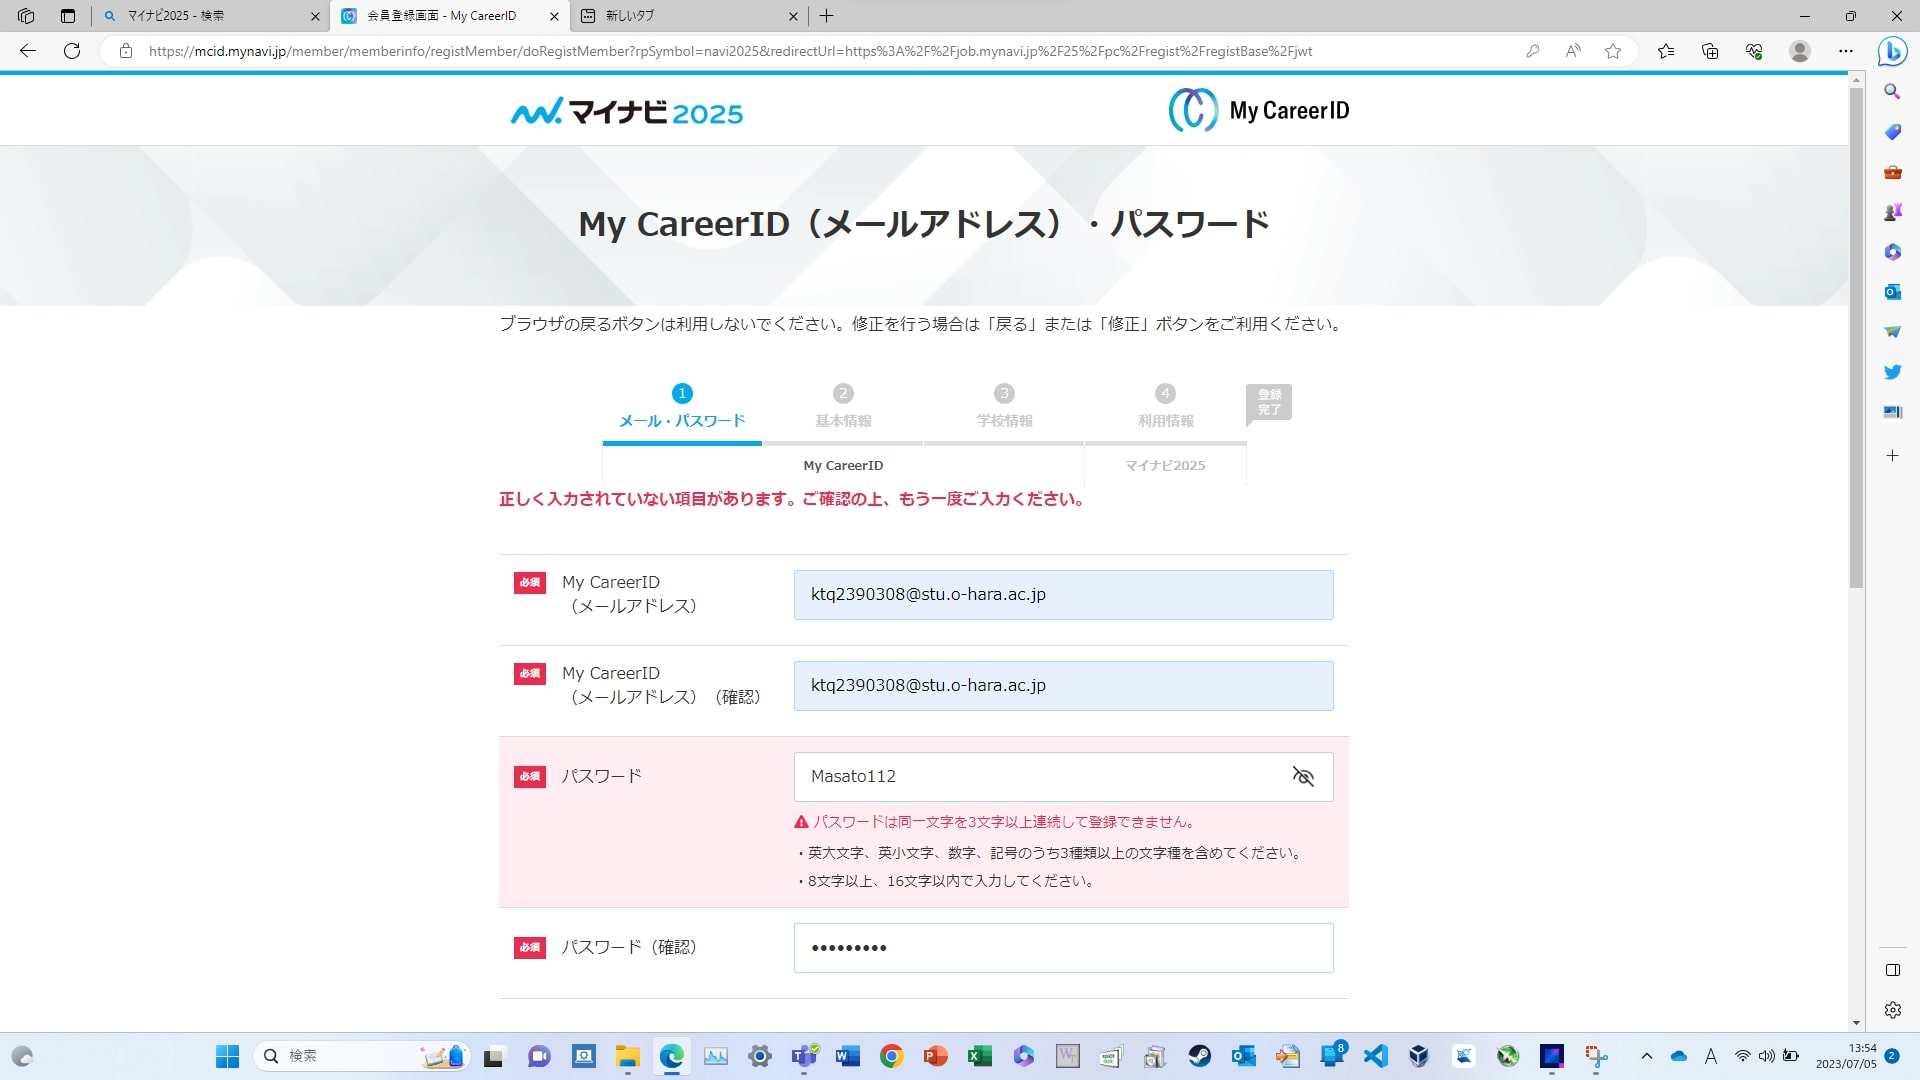 マイナビ2025 - 検索
会員登録画面 - My CareerID
新しいタブ
https://mcid.mynavi.jp/member/memberinfo/registMember/doRegistMember?rpSymbol=navi2025&redirectUrl=https%3A%2F%2Fjob.mynavi.jp%2F25%2Fpc%2Fregist%2FregistBase%2Fjwt
マイナビ2025
My CareerID
My CareerID（メールアドレス）・パスワード
ブラウザの戻るボタンは利用しないでください。修正を行う場合は「戻る」または「修正」ボタンをご利用ください。
1
2
3
4
登録
完了
メール・パスワード
基本情報
学校情報
利用情報
My CareerID
マイナビ2025
正しく入力されていない項目があります。ご確認の上、もう一度ご入力ください。
必須
My CareerID
（メールアドレス）
ktq2390308@stu.o-hara.ac.jp
必須
My CareerID
（メールアドレス）（確認）
ktq2390308@stu.o-hara.ac.jp
必須
パスワード
Masato112
パスワードは同一文字を3文字以上連続して登録できません。
・英大文字、英小文字、数字、記号のうち3種類以上の文字種を含めてください。
・8文字以上、16文字以内で入力してください。
必須
パスワード（確認）
•••••••••
検索
8
A
13:54
2023/07/05
2